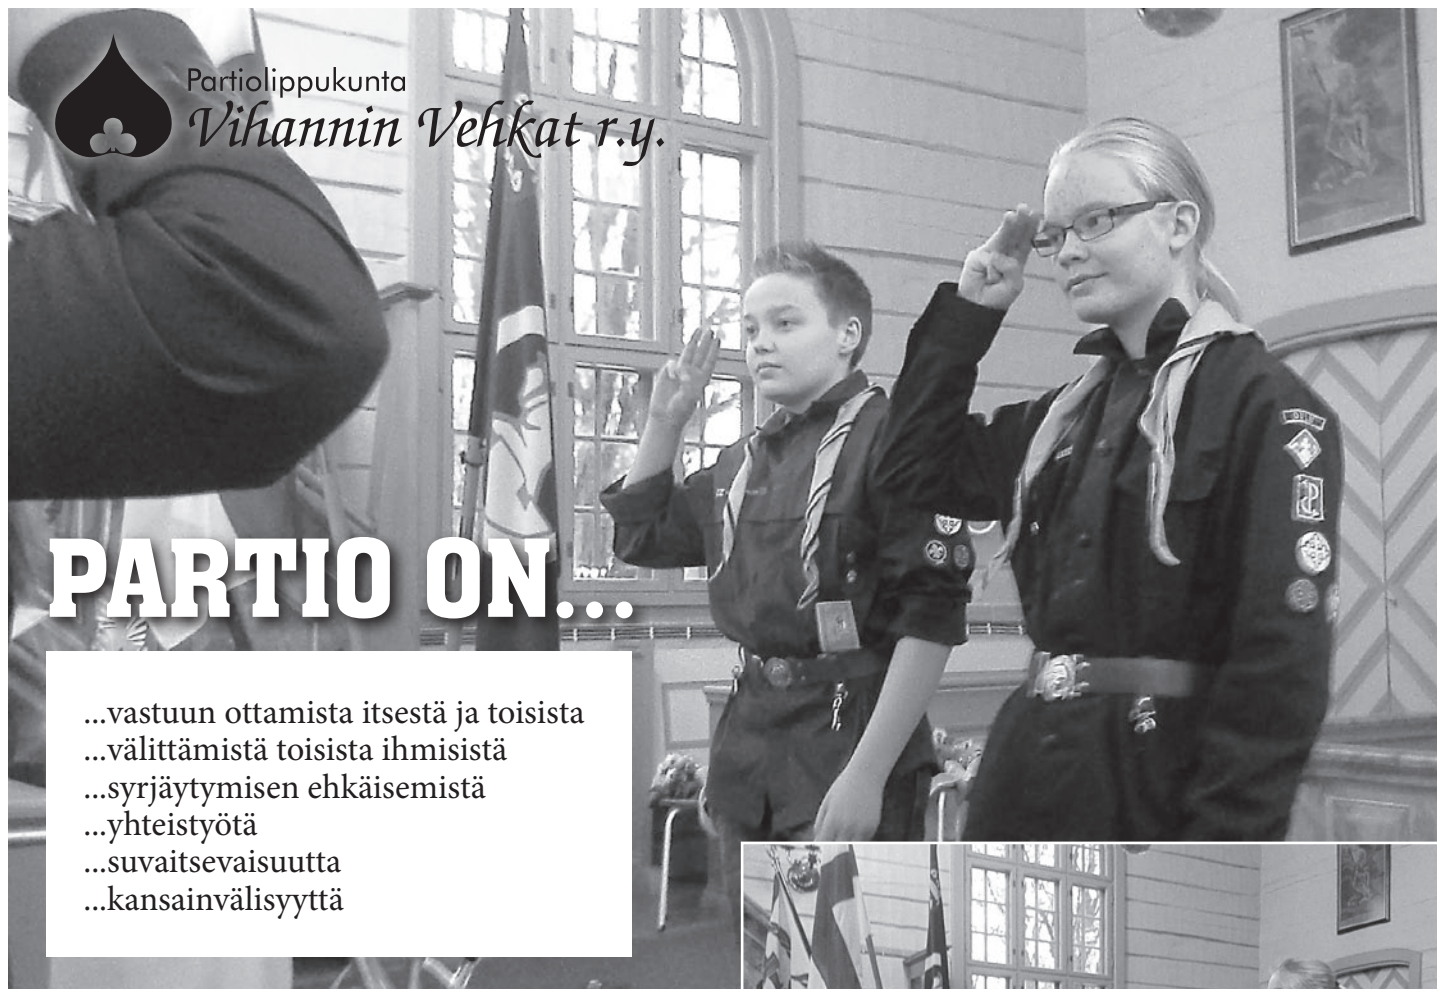 Partiolippukunta
Vihannin Vehkat r.y.
PARTIO ON...
...vastuun ottamista itsestä ja toisista
...välittämistä toisista ihmisistä
...syrjäytymisen ehkäisemistä
...yhteistyötä
...suvaitsevaisuutta
...kansainvälisyyttä